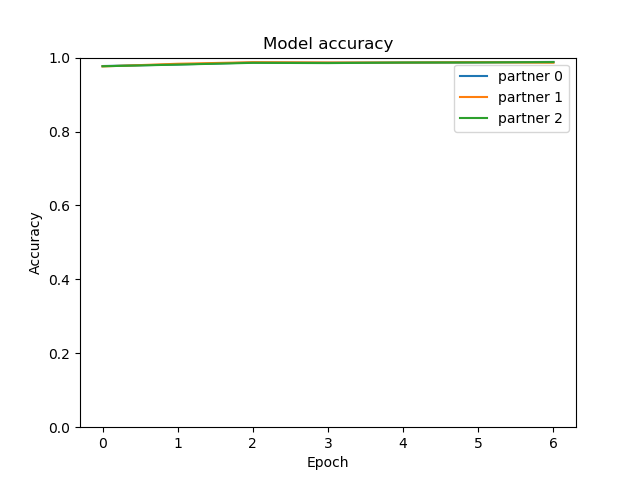 Model accuracy
1.0
0.8
0.6
0.4
0.2
0.0
Accuracy
partner 0
partner 1
partner 2
0 1 2 3 4 5 6
Epoch